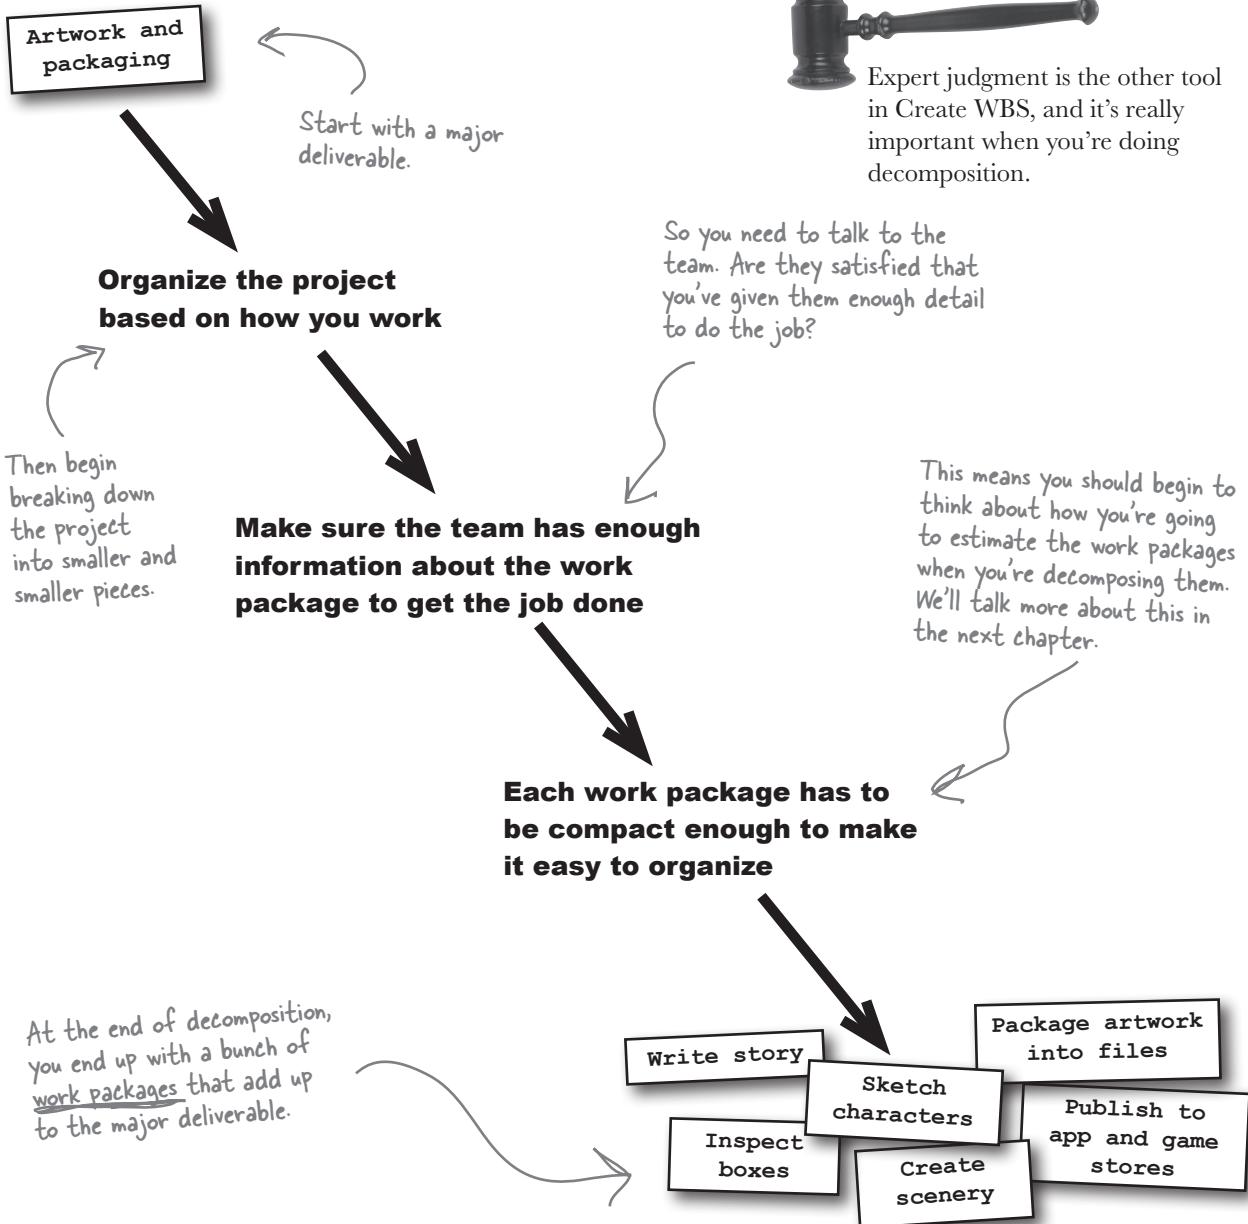 Artwork and
packaging
Start with a major
deliverable.
Expert judgment is the other tool
in Create WBS, and it's really
important when you're doing
decomposition.
Organize the project
based on how you work
So you need to talk to the
team. Are they satisfied that
you've given them enough detail
to do the job?
Then begin
breaking down
the project
into smaller and
smaller pieces.
Make sure the team has enough
information about the work
package to get the job done
This means you should begin to
think about how you're going
to estimate the work packages
when you're decomposing them.
We'll talk more about this in
the next chapter.
Each work package has to
be compact enough to make
it easy to organize
At the end of decomposition,
you end up with a bunch of
work packages that add up
to the major deliverable.
Write story
Sketch
characters
Package artwork
into files
Inspect
boxes
Create
scenery
Publish to
app and game
stores